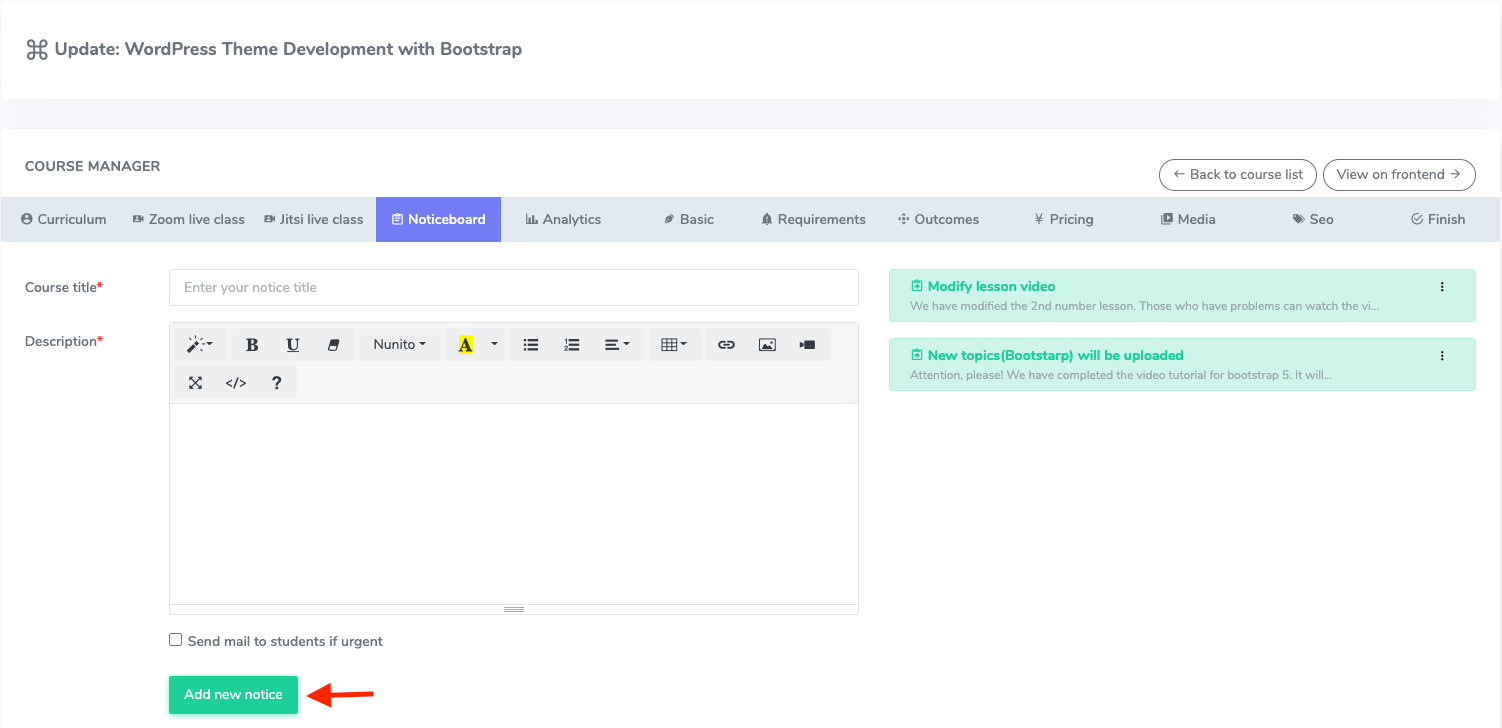 Update: WordPress Theme Development with Bootstrap
COURSE MANAGER
← Back to course list
View on frontend →
Curriculum
Zoom live class
Jitsi live class
Noticeboard
Analytics
Basic
Requirements
Outcomes
¥ Pricing
Media
Seo
Finish
Course title*
Enter your notice title
Description*
B
U
Nunito
A
</>
?
Send mail to students if urgent
Add new notice
Modify lesson video
We have modified the 2nd number lesson. Those who have problems can watch the vi...
New topics(Bootstarp) will be uploaded
Attention, please! We have completed the video tutorial for bootstrap 5. It will...